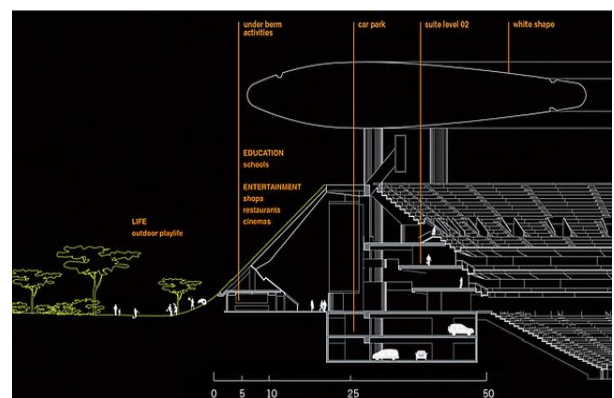 under berm
activities
car park
suite level 02
white shape
EDUCATION
schools
ENTERTAINMENT
shops
restaurants
cinemas
LIFE
outdoor playlife
0 5 10 25 50